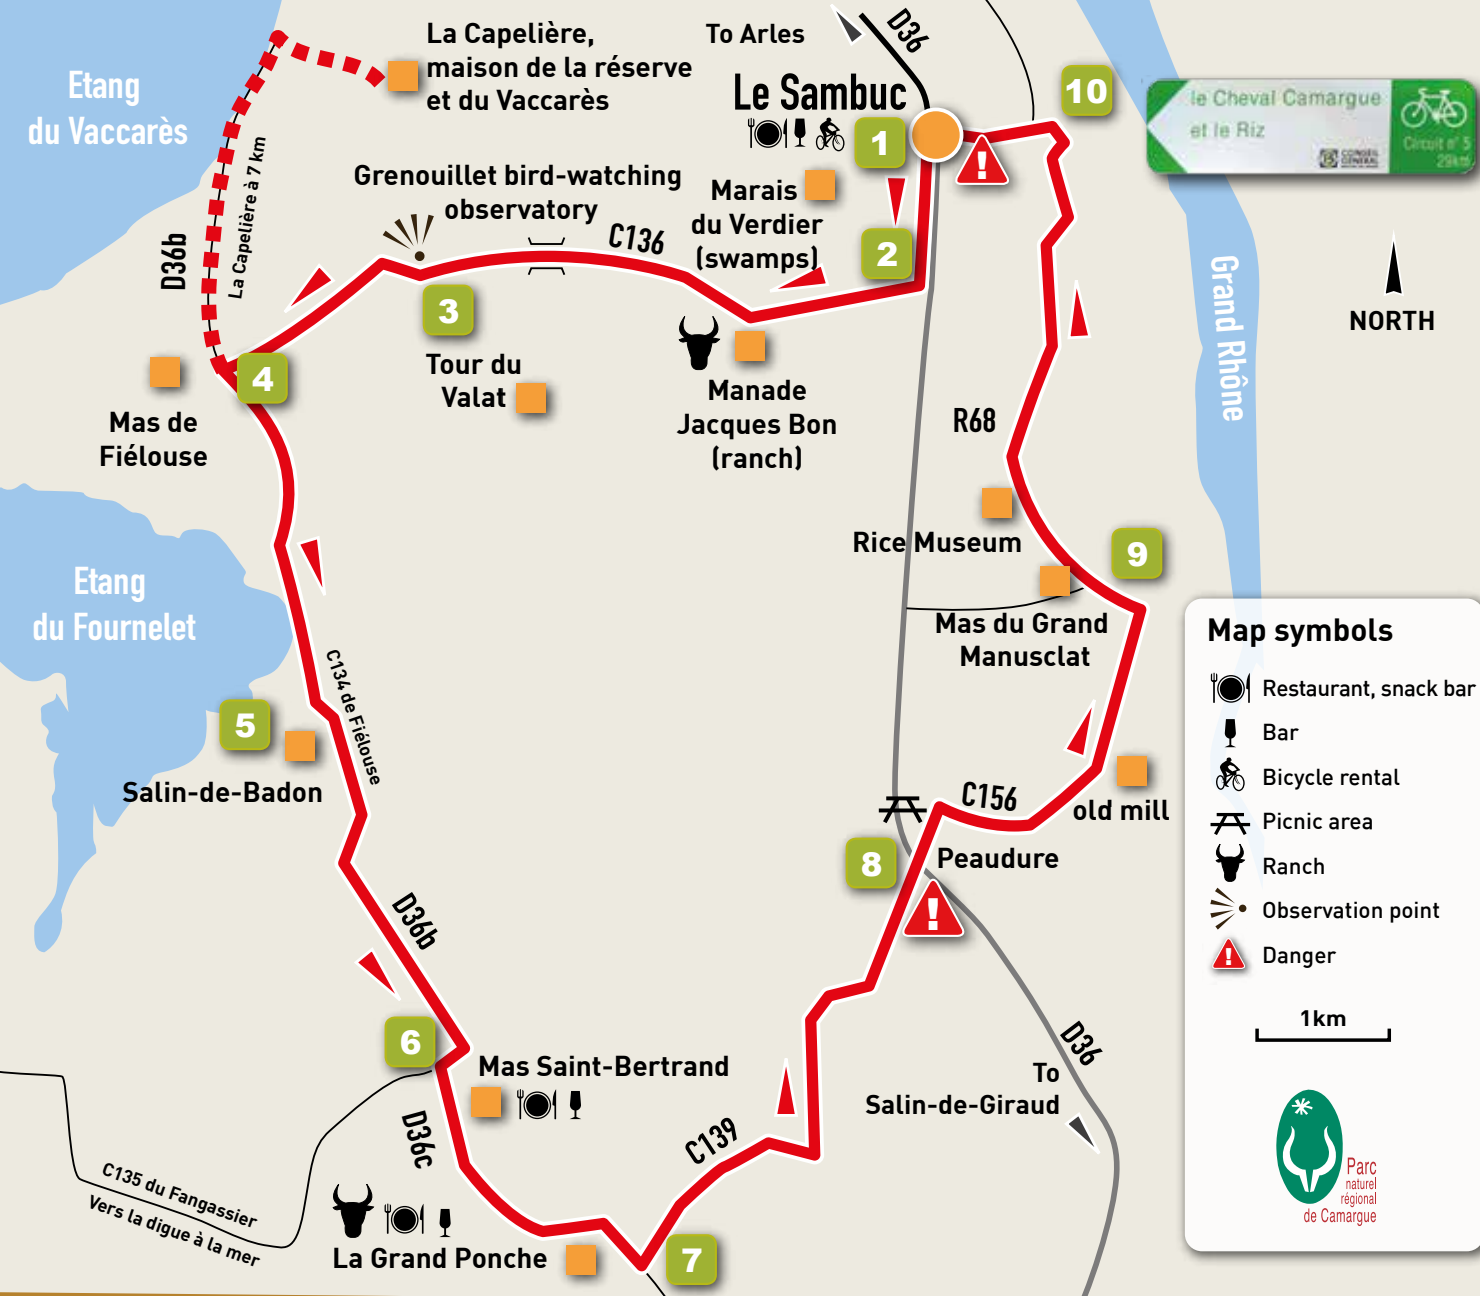 La Capelière,
maison de la réserve
et du Vaccarès
To Arles
D36
Le Sambuc
Etang
du Vaccarès
1
10
le Cheval Camargue
et le Riz
CONSEIL
GENERAL
Circuit n° 5
29km
Grenouillet bird-watching
observatory
Marais
du Verdier
(swamps)
2
C136
D36b
La Capelière à 7 km
3
Tour du
Valat
4
Mas de
Fiélouse
Manade
Jacques Bon
(ranch)
Grand Rhône
NORTH
R68
Rice Museum
9
Mas du Grand
Manusclat
Etang
du Fournelet
C134 de Fiélouse
5
Salin-de-Badon
C156
old mill
8
Peaudure
!
!
D36b
6
Mas Saint-Bertrand
D36c
C139
D36
To
Salin-de-Giraud
C135 du Fangassier
Vers la digue à la mer
La Grand Ponche
7
Map symbols
Restaurant, snack bar
Bar
Bicycle rental
Picnic area
Ranch
Observation point
! Danger
1km
Parc
naturel
régional
de Camargue